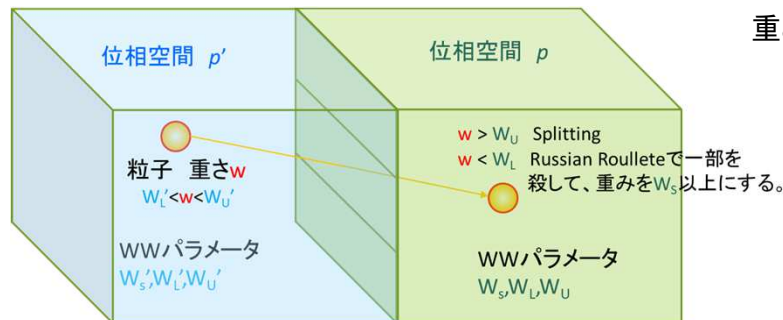 重
位相空間 p'
位相空間 p
w > WU Splitting
w < WL Russian Roulleteで一部を
殺して、重みをWs以上にする。
粒子 重さw
WL'<w<WU'
WWパラメータ
Ws',WL',WU'
WWパラメータ
Ws,WL,WU